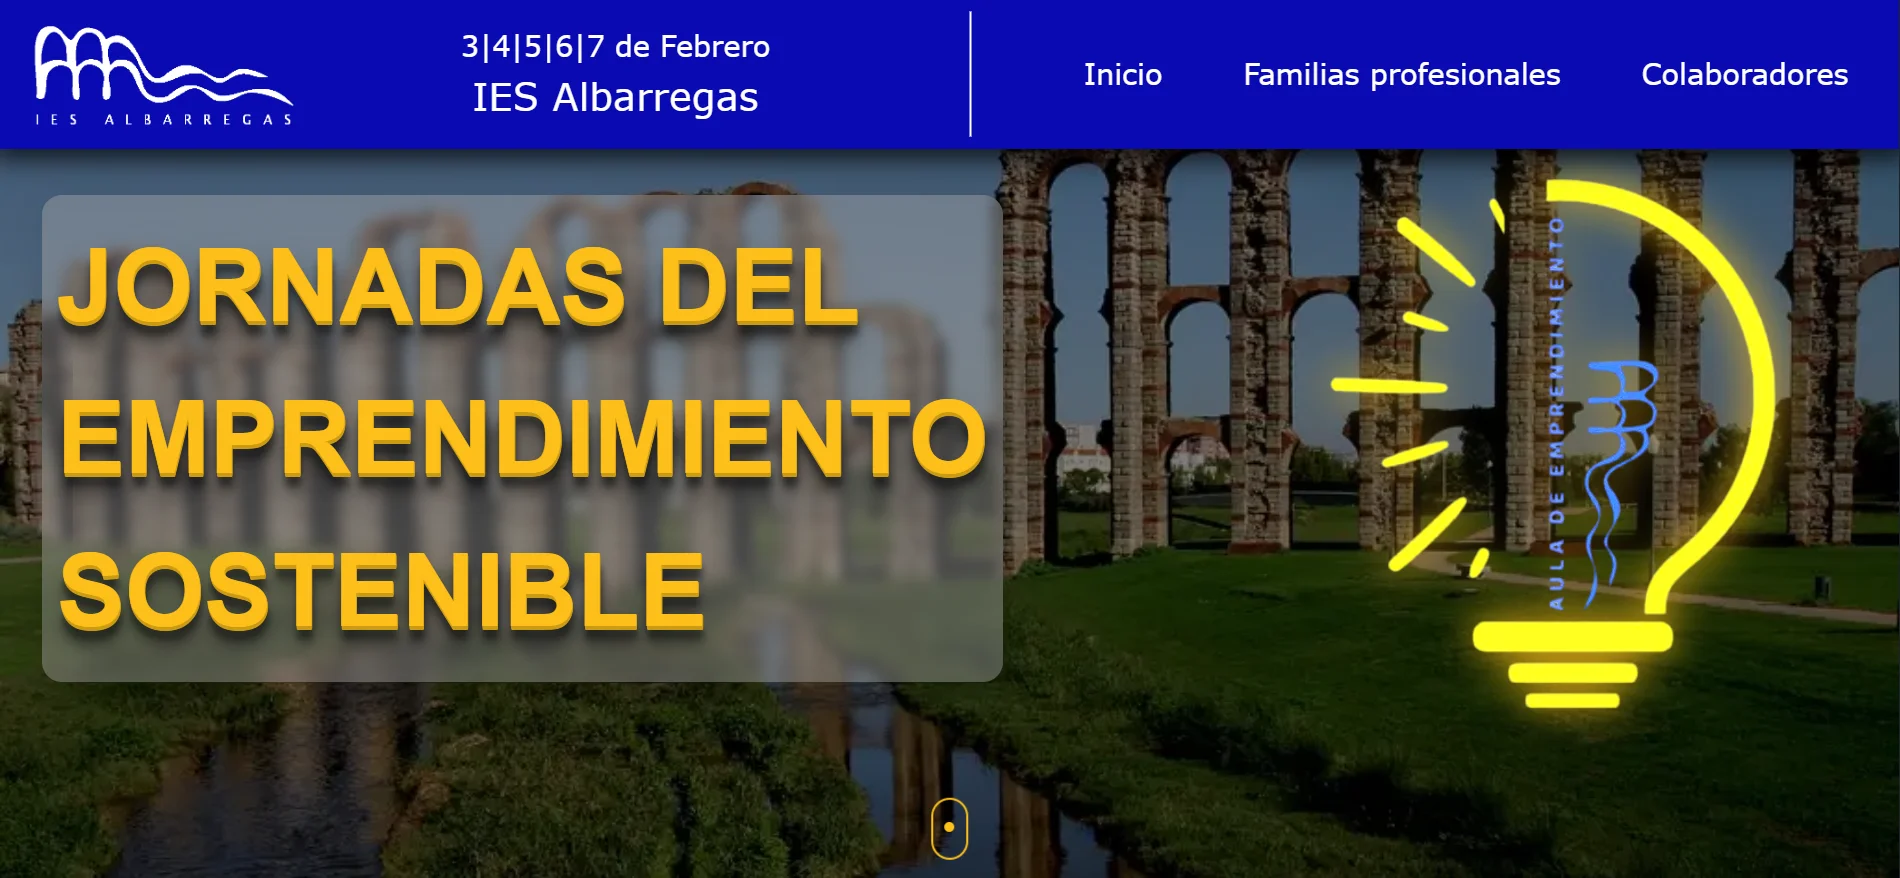 IES ALBARREGAS
3|4|5|6|7 de Febrero
IES Albarregas
Inicio
Familias profesionales
Colaboradores
JORNADAS DEL
EMPRENDIMIENTO
SOSTENIBLE
AULA DE EMPRENDIMIENTO